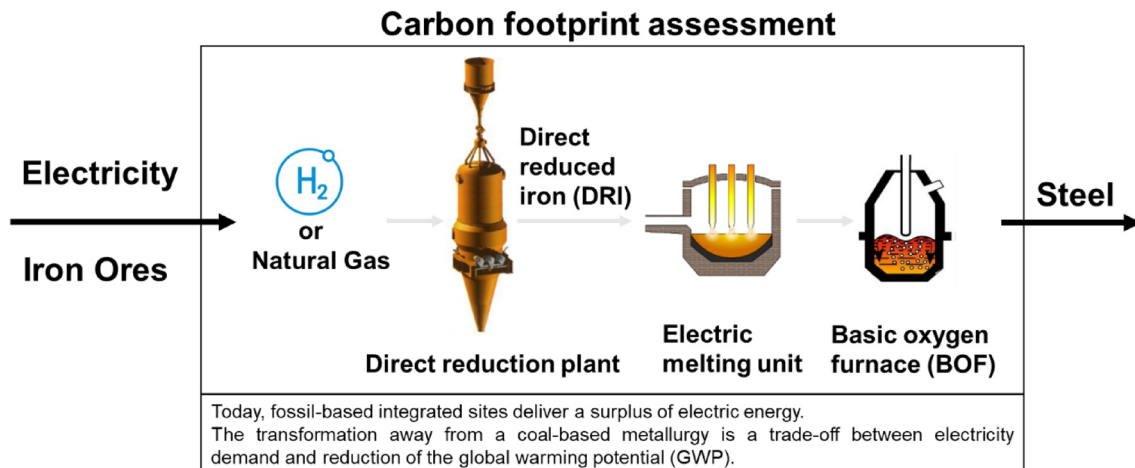 Carbon footprint assessment
Electricity
Iron Ores
H2
or
Natural Gas
Direct
reduced
iron (DRI)
Steel
Direct reduction plant
Electric
melting unit
Basic oxygen
furnace (BOF)
Today, fossil-based integrated sites deliver a surplus of electric energy.
The transformation away from a coal-based metallurgy is a trade-off between electricity
demand and reduction of the global warming potential (GWP).